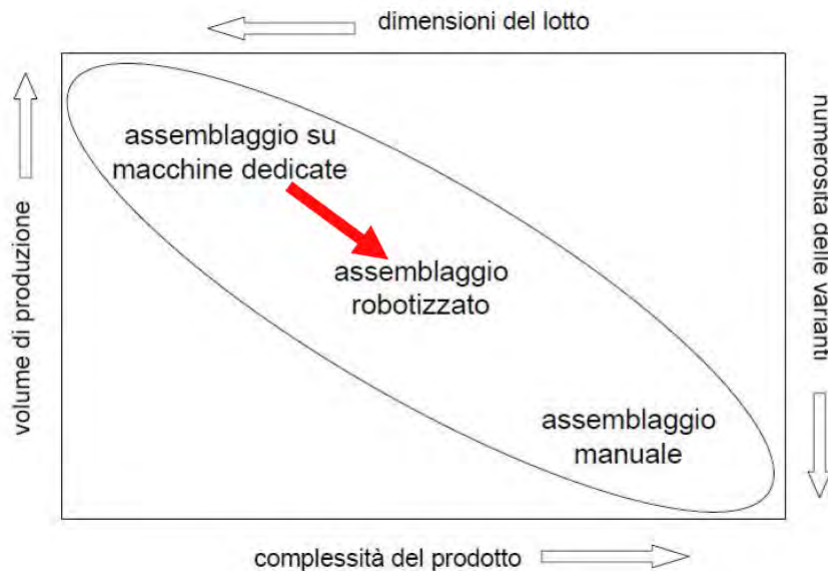 dimensioni del lotto
volume di produzione
numerosità delle varianti
assemblaggio su
macchine dedicate
assemblaggio
robotizzato
assemblaggio
manuale
complessità del prodotto